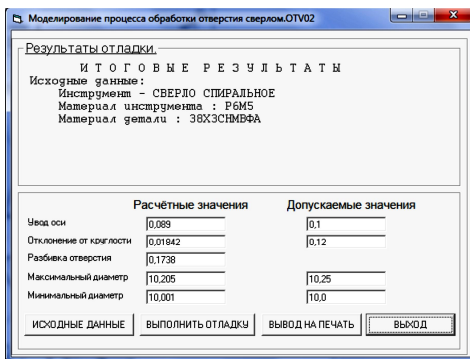 Моделирование процесса обработки отверстия сверлом.OTV02
Результаты отладки.
И Т О Г О В Ы Е Р Е З У Л Ь Т А Т Ы
Исходные данные:
Инструмент - СВЕРЛО СПИРАЛЬНОЕ
Материал инструмента : Р6М5
Материал детали : 38Х3СНМВФА
Расчётные значения Допускаемые значения
Увод оси 0,089 0,1
Отклонение от круглости 0,01842 0,12
Разбивка отверстия 0,1738
Максимальный диаметр 10,205 10,25
Минимальный диаметр 10,001 10,0
ИСХОДНЫЕ ДАННЫЕ ВЫПОЛНИТЬ ОТЛАДКУ ВЫВОД НА ПЕЧАТЬ ВЫХОД